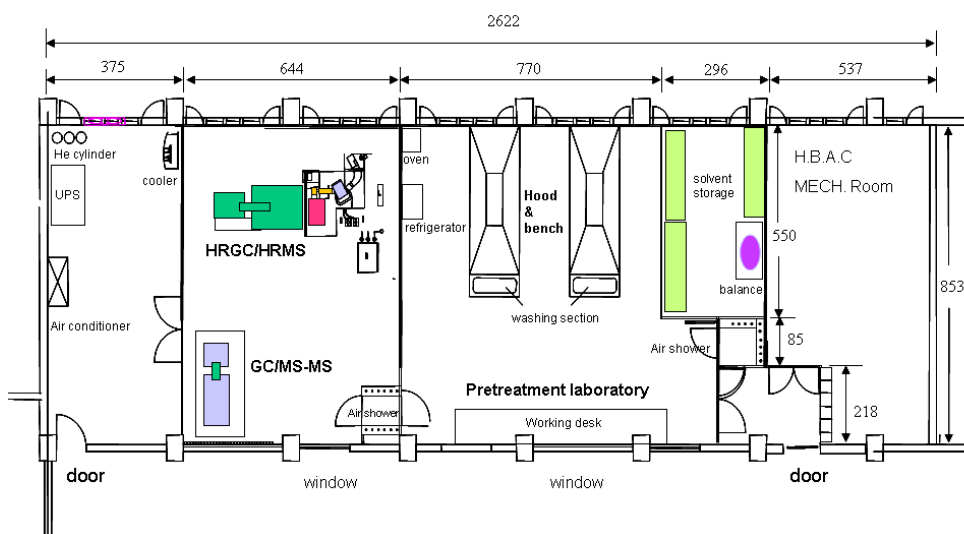 2622
375
644
770
296
537
He cylinder
UPS
cooler
oven
refrigerator
Hood
&
bench
solvent
storage
H.B.A.C
MECH. Room
HRGC/HRMS
550
853
balance
washing section
Air conditioner
Air shower
85
GC/MS-MS
Pretreatment laboratory
Air shower
Working desk
218
door
window
window
door